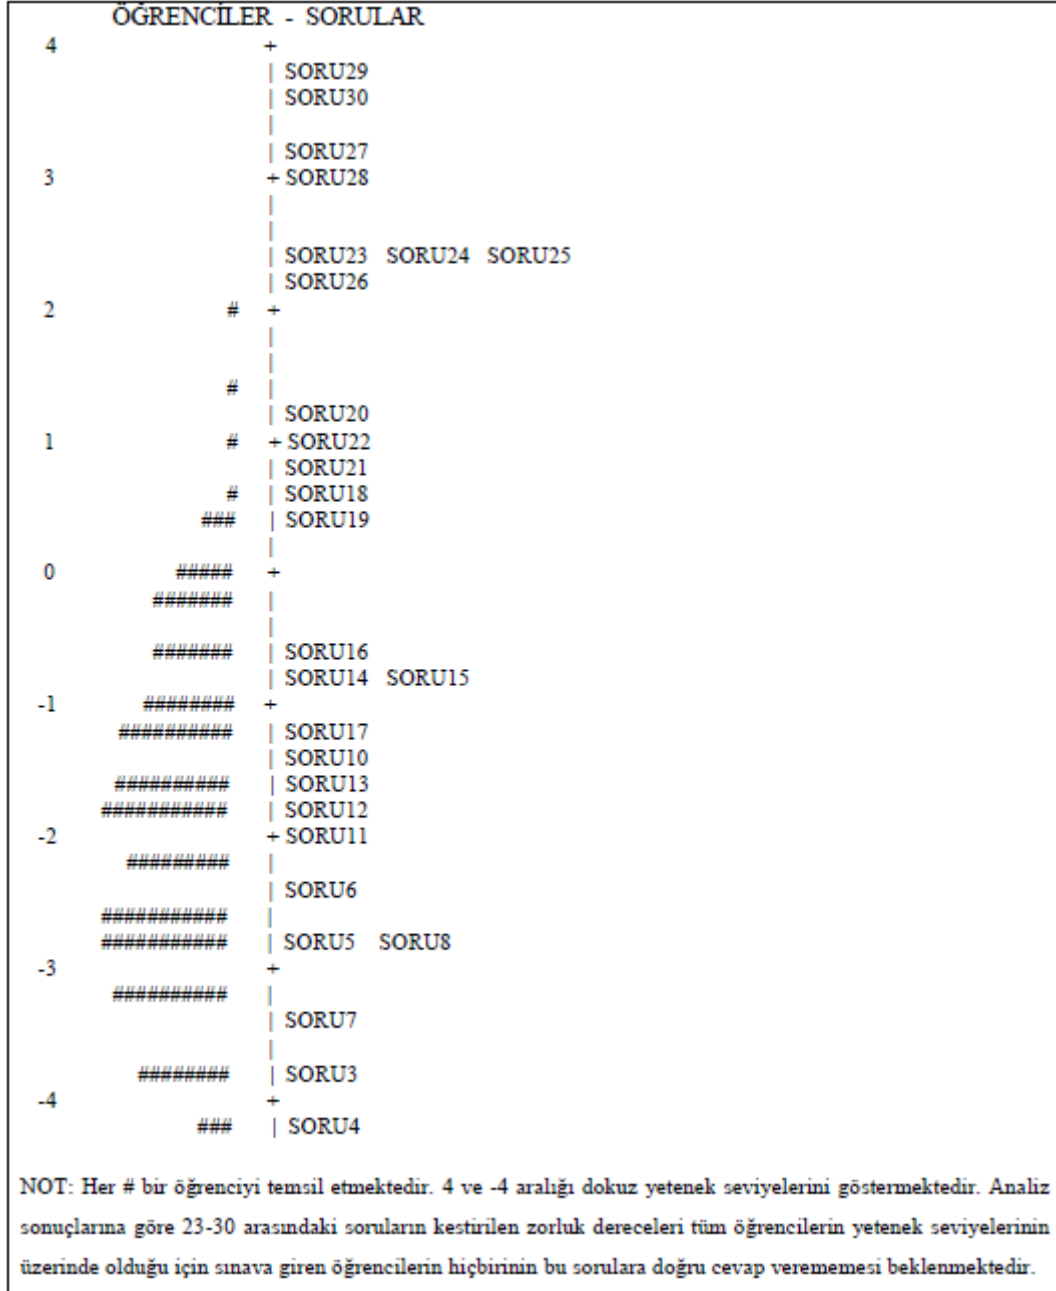 ÖĞRENCİLER - SORULAR
4 +
| SORU29
| SORU30
|
| SORU27
3 + SORU28
|
|
| SORU23 SORU24 SORU25
| SORU26
2 # +
|
|
# |
| SORU20
1 # + SORU22
| SORU21
# | SORU18
### | SORU19
|
0 ##### +
####### |
|
####### | SORU16
| SORU14 SORU15
-1 ######## +
########## | SORU17
| SORU10
########## | SORU13
########### | SORU12
-2 + SORU11
######### |
| SORU6
########### |
########### | SORU5 SORU8
-3 +
########## |
| SORU7
|
######## | SORU3
-4 +
### | SORU4
NOT: Her # bir öğrenciyi temsil etmektedir. 4 ve -4 aralığı dokuz yetenek seviyelerini göstermektedir. Analiz
sonuçlarına göre 23-30 arasındaki soruların kestirilen zorluk dereceleri tüm öğrencilerin yetenek seviyelerinin
üzerinde olduğu için sınava giren öğrencilerin hiçbirinin bu sorulara doğru cevap verememesi beklenmektedir.